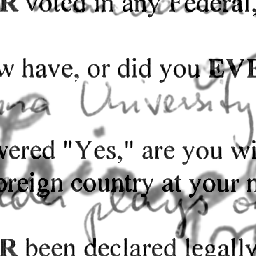 R voted in any Federal,
w have, or did you EVE
na University
wered "Yes," are you wi
oreign country at your n
plays o
R been declared legally